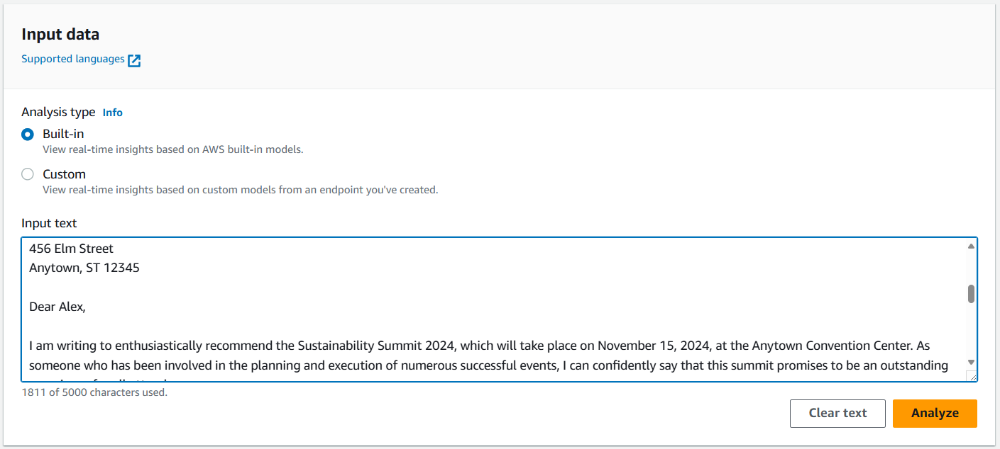 Input data
Supported languages
Analysis type Info
Built-in
View real-time insights based on AWS built-in models.
Custom
View real-time insights based on custom models from an endpoint you've created.
Input text
456 Elm Street
Anytown, ST 12345
Dear Alex,
I am writing to enthusiastically recommend the Sustainability Summit 2024, which will take place on November 15, 2024, at the Anytown Convention Center. As
someone who has been involved in the planning and execution of numerous successful events, I can confidently say that this summit promises to be an outstanding
1811 of 5000 characters used.
Clear text
Analyze